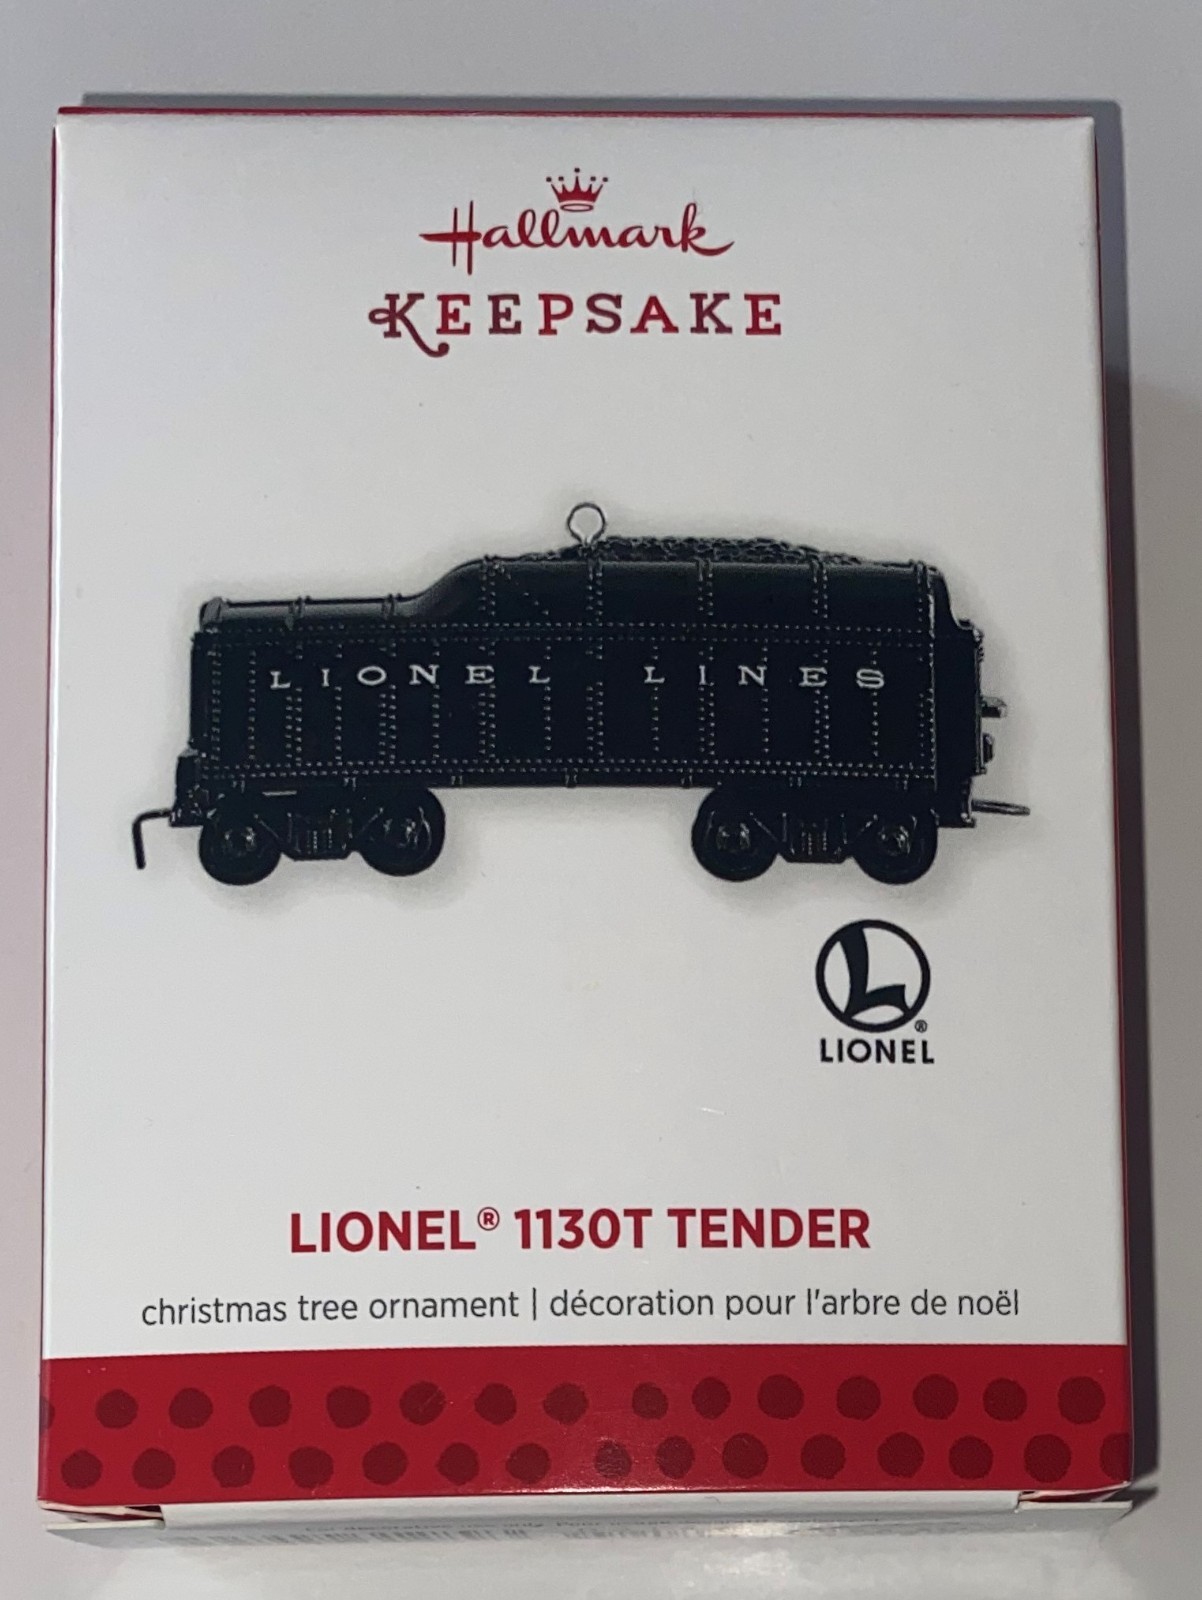 Hallmark
KEEPSAKE
LIONEL LINES
L®
LIONEL
LIONEL® 1130T TENDER
christmas tree ornament | décoration pour l'arbre de noël